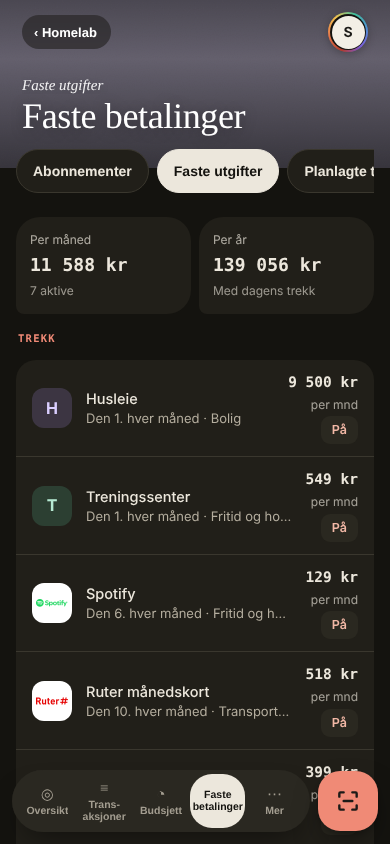 ‹ Homelab
S
Faste utgifter
Faste betalinger
Abonnementer
Faste utgifter
Planlagte t
Per måned
11 588 kr
7 aktive
Per år
139 056 kr
Med dagens trekk
TREKK
H
Husleie
Den 1. hver måned · Bolig
9 500 kr
per mnd
På
T
Treningssenter
Den 1. hver måned · Fritid og ho...
549 kr
per mnd
På
Spotify
Spotify
Den 6. hver måned · Fritid og h...
129 kr
per mnd
På
Ruter#
Ruter månedskort
Den 10. hver måned · Transport...
518 kr
per mnd
På
399
Oversikt
Trans-
aksjoner
Budsjett
Faste
betalinger
Mer